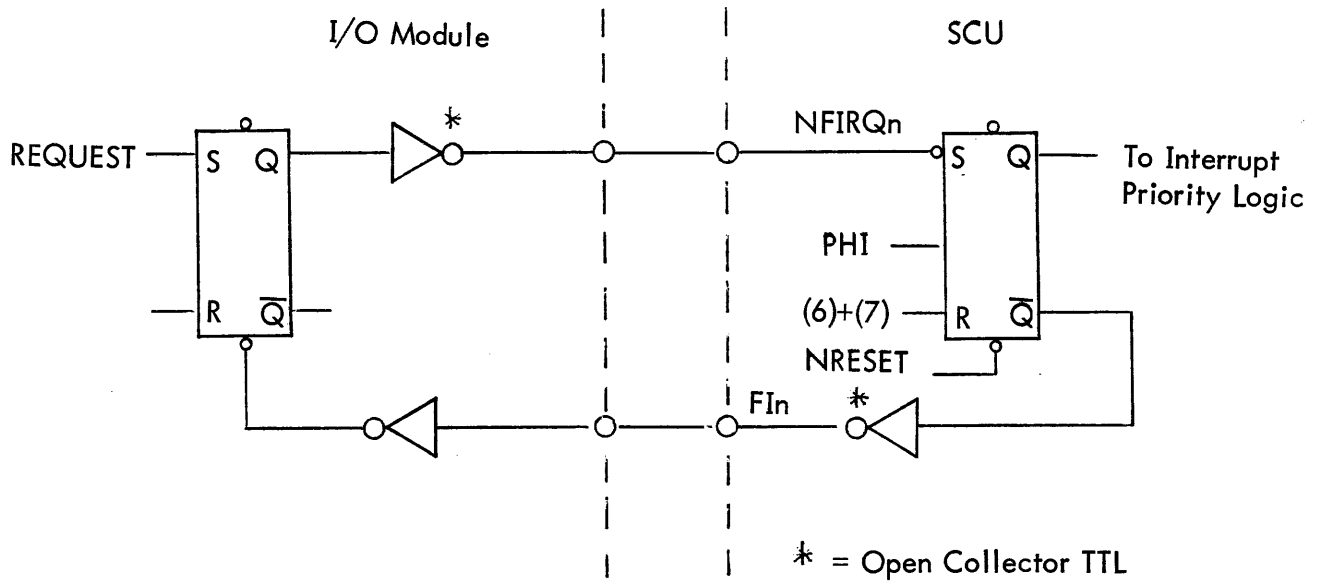 I/O Module
SCU
*
NFIRQn
REQUEST
S Q
S Q
To Interrupt
Priority Logic
PHI
R Q̅
(6)+(7)
R Q̅
NRESET
FIn
*
* = Open Collector TTL